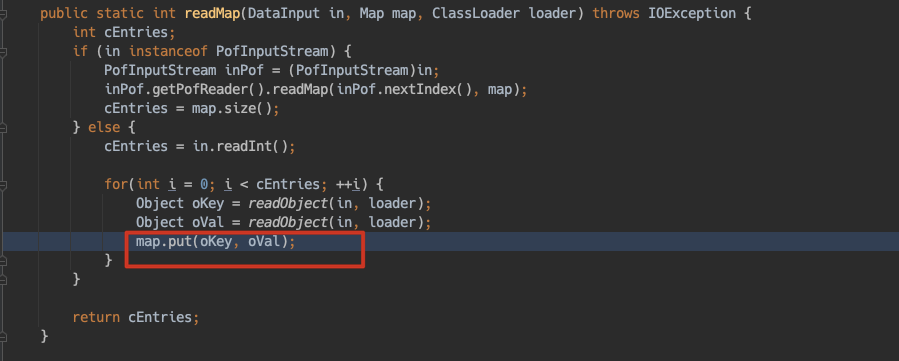 public static int readMap(DataInput in, Map map, ClassLoader loader) throws IOException {
int cEntries;
if (in instanceof PofInputStream) {
PofInputStream inPof = (PofInputStream)in;
inPof.getPofReader().readMap(inPof.nextIndex(), map);
cEntries = map.size();
} else {
cEntries = in.readInt();
for(int i = 0; i < cEntries; ++i) {
Object oKey = readObject(in, loader);
Object oVal = readObject(in, loader);
map.put(oKey, oVal);
}
}
return cEntries;
}